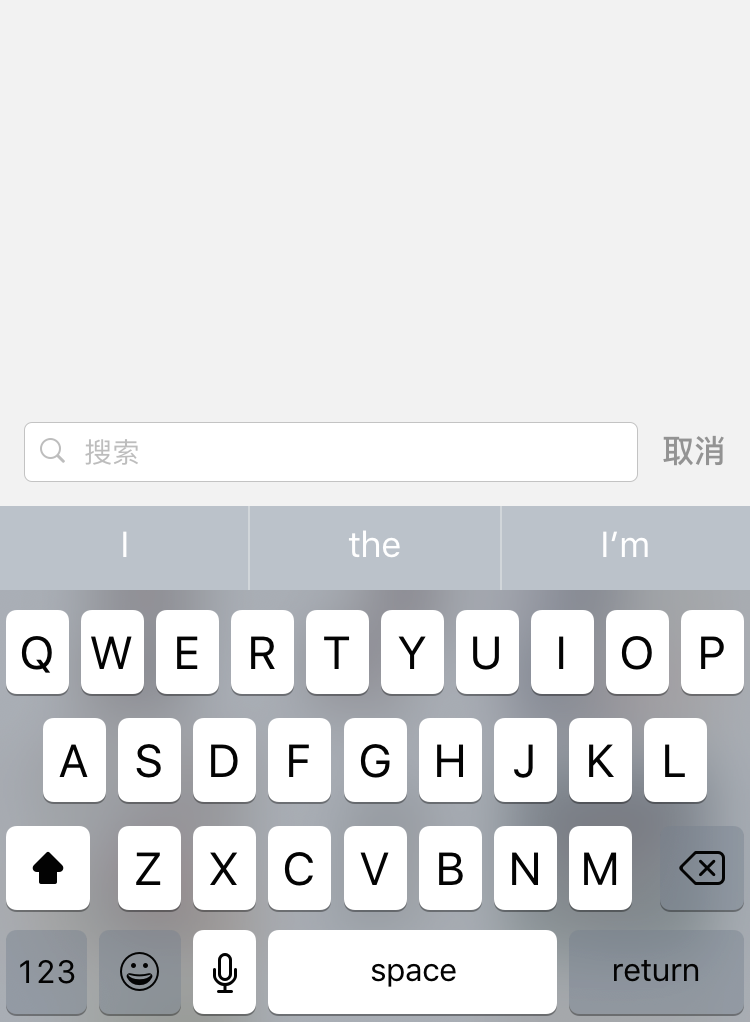 搜索 取消
I the I’m
Q W E R T Y U I O P
A S D F G H J K L
Z X C V B N M
123 space return